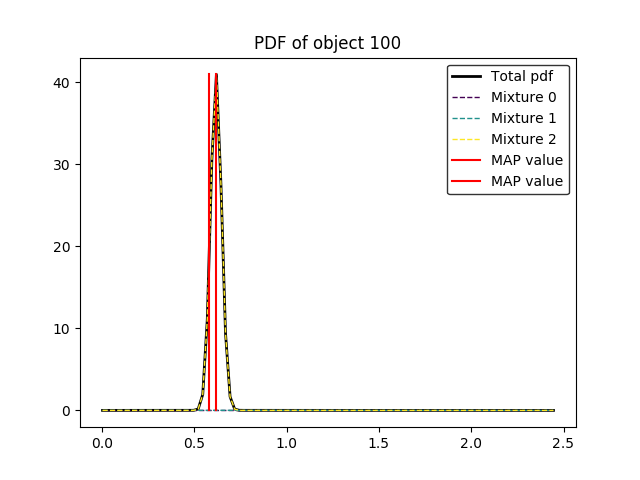 PDF of object 100
Total pdf
Mixture 0
Mixture 1
Mixture 2
MAP value
MAP value
40
30
20
10
0
0.0 0.5 1.0 1.5 2.0 2.5